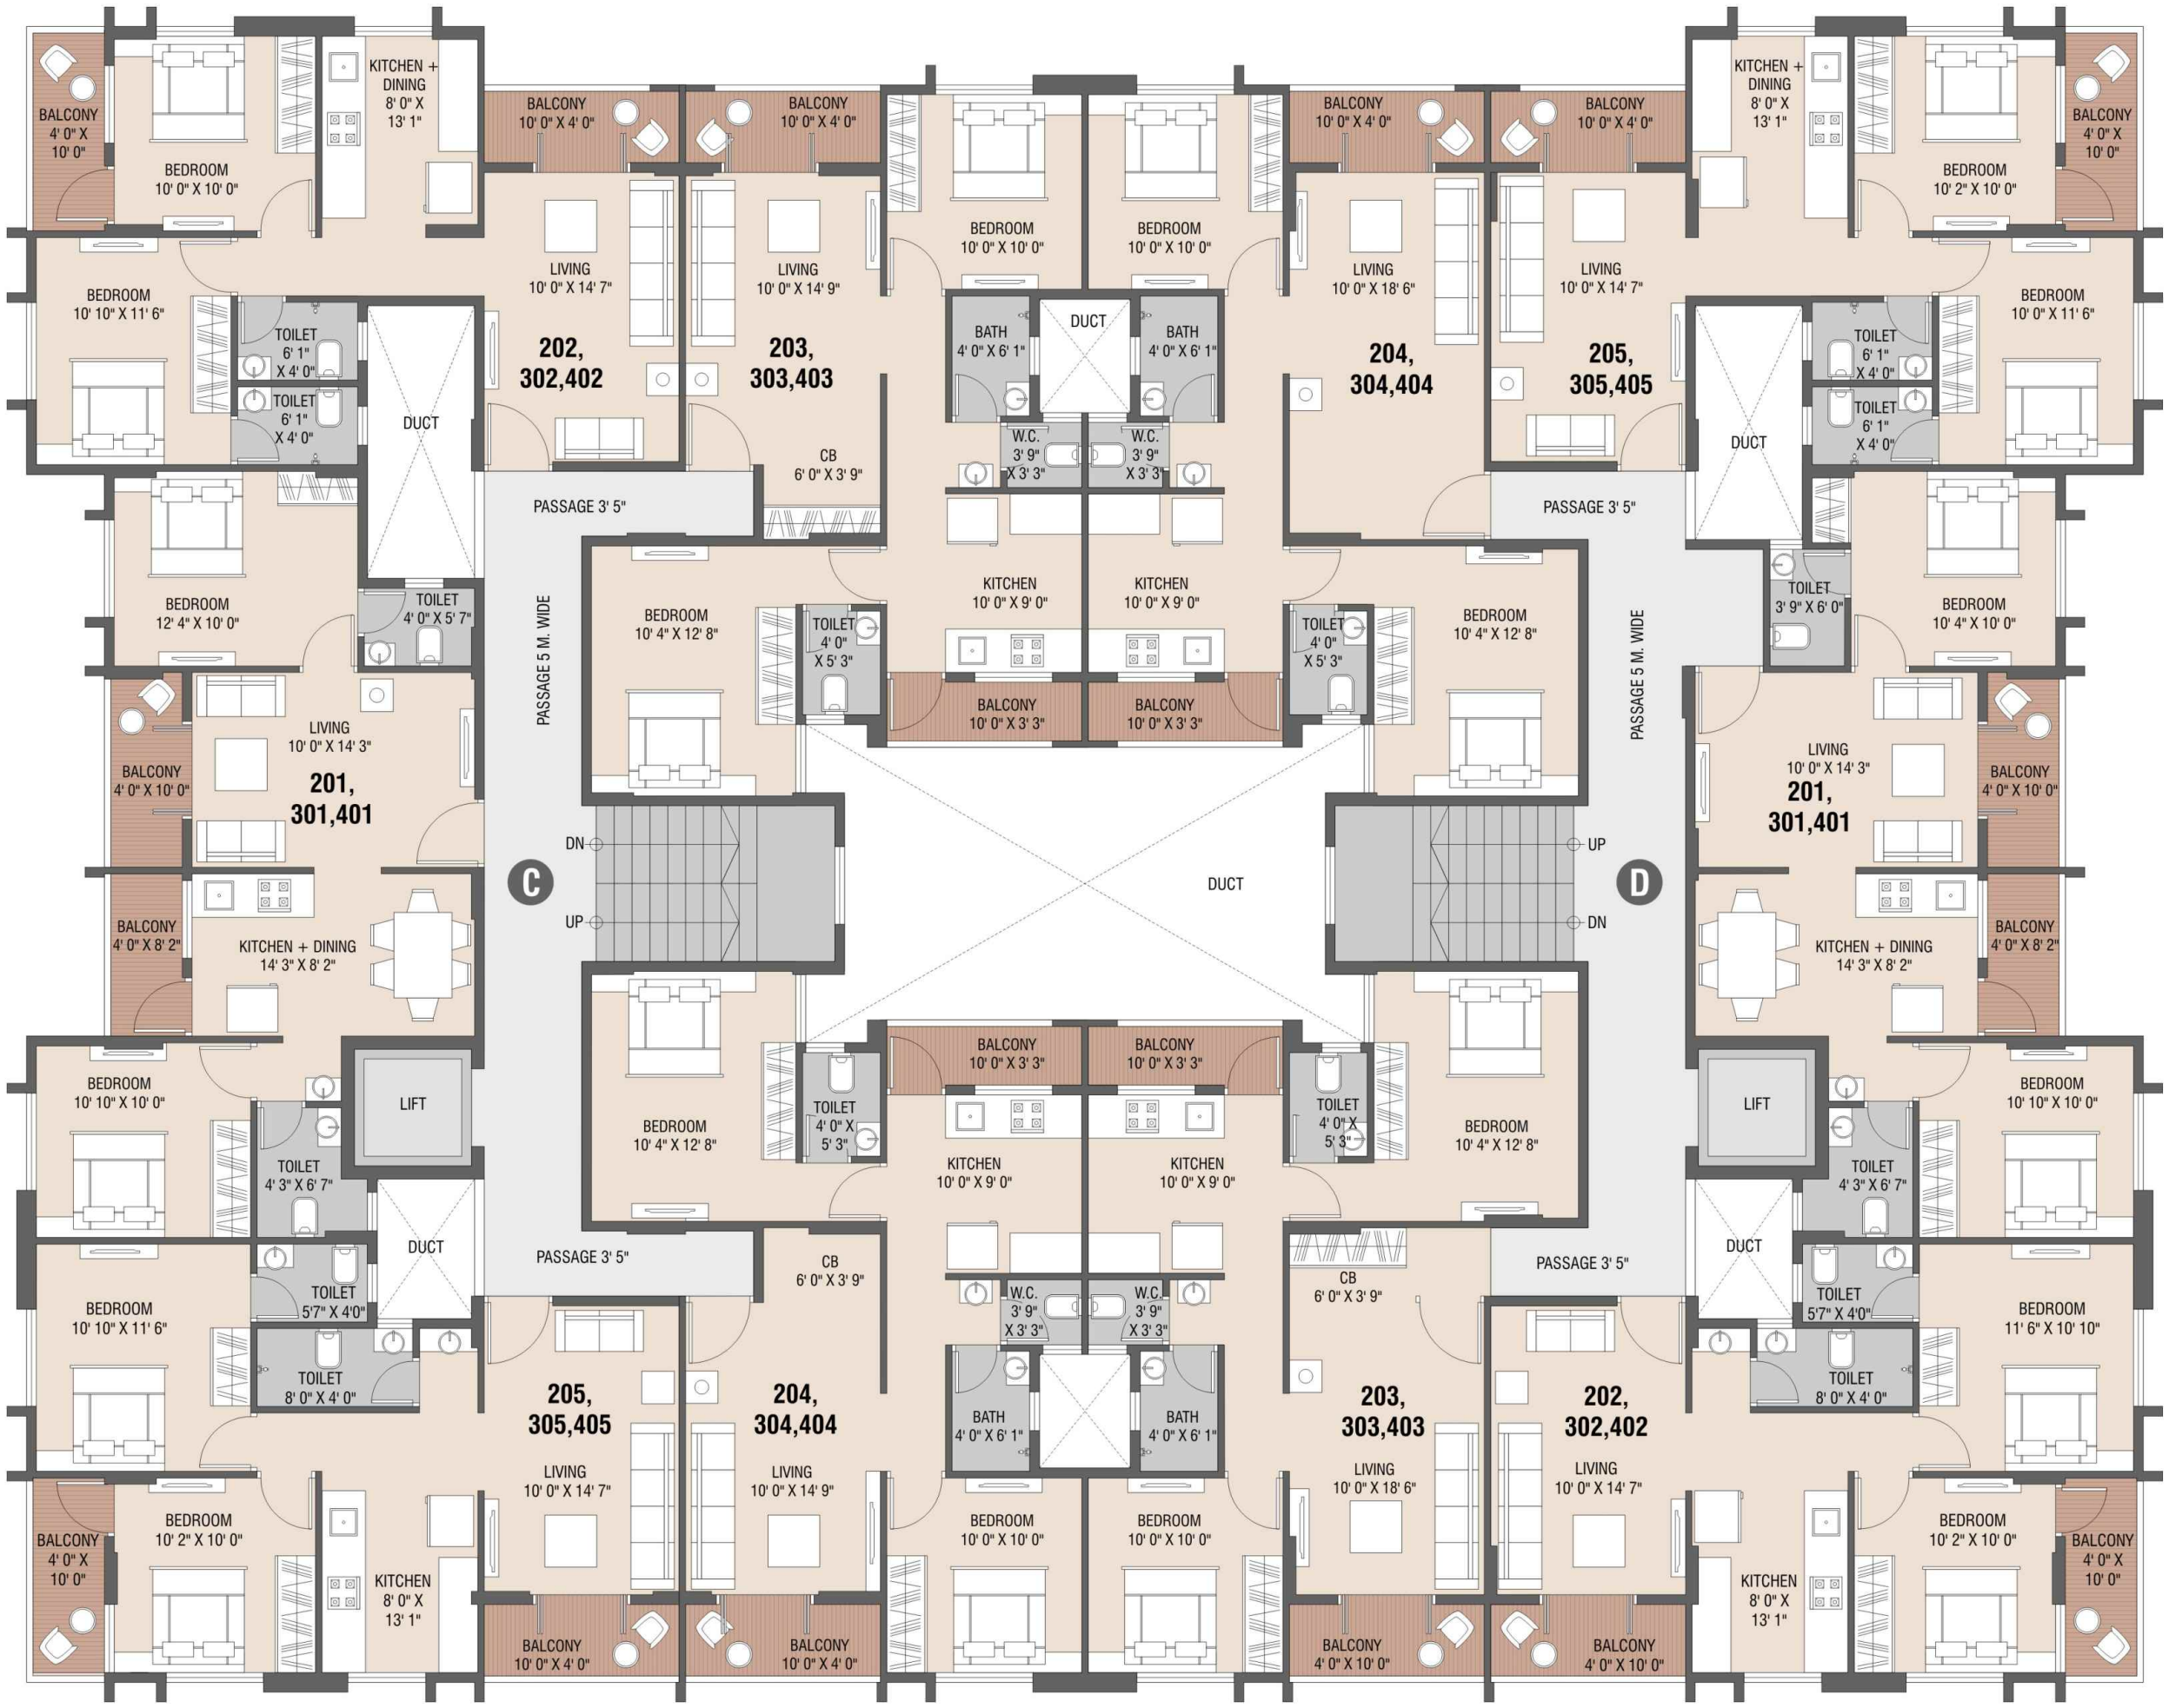 BALCONY
4' 0" X
10' 0"
BEDROOM
10' 0" X 10' 0"
KITCHEN +
DINING
8' 0" X
13' 1"
BALCONY
10' 0" X 4' 0"
BALCONY
10' 0" X 4' 0"
BEDROOM
10' 0" X 10' 0"
BEDROOM
10' 0" X 10' 0"
BALCONY
10' 0" X 4' 0"
BALCONY
10' 0" X 4' 0"
KITCHEN +
DINING
8' 0" X
13' 1"
BEDROOM
10' 2" X 10' 0"
BALCONY
4' 0" X
10' 0"
BEDROOM
10' 10" X 11' 6"
TOILET
6' 1"
X 4' 0"
TOILET
6' 1"
X 4' 0"
DUCT
LIVING
10' 0" X 14' 7"
202,
302,402
LIVING
10' 0" X 14' 9"
203,
303,403
CB
6' 0" X 3' 9"
BATH
4' 0" X 6' 1"
DUCT
BATH
4' 0" X 6' 1"
W.C.
3' 9"
X 3' 3"
W.C.
3' 9"
X 3' 3"
LIVING
10' 0" X 18' 6"
204,
304,404
LIVING
10' 0" X 14' 7"
205,
305,405
DUCT
TOILET
6' 1"
X 4' 0"
TOILET
6' 1"
X 4' 0"
BEDROOM
10' 0" X 11' 6"
PASSAGE 3' 5"
PASSAGE 3' 5"
BEDROOM
12' 4" X 10' 0"
TOILET
4' 0" X 5' 7"
PASSAGE 5 M. WIDE
BEDROOM
10' 4" X 12' 8"
TOILET
4' 0"
X 5' 3"
KITCHEN
10' 0" X 9' 0"
KITCHEN
10' 0" X 9' 0"
TOILET
4' 0"
X 5' 3"
BEDROOM
10' 4" X 12' 8"
PASSAGE 5 M. WIDE
TOILET
3' 9" X 6' 0"
BEDROOM
10' 4" X 10' 0"
BALCONY
10' 0" X 3' 3"
BALCONY
10' 0" X 3' 3"
BALCONY
4' 0" X 10' 0"
LIVING
10' 0" X 14' 3"
201,
301,401
LIVING
10' 0" X 14' 3"
201,
301,401
BALCONY
4' 0" X 10' 0"
DN
UP
C
DUCT
UP
DN
D
BALCONY
4' 0" X 8' 2"
KITCHEN + DINING
14' 3" X 8' 2"
KITCHEN + DINING
14' 3" X 8' 2"
BALCONY
4' 0" X 8' 2"
BEDROOM
10' 10" X 10' 0"
LIFT
TOILET
4' 3" X 6' 7"
BEDROOM
10' 4" X 12' 8"
TOILET
4' 0" X
5' 3"
BALCONY
10' 0" X 3' 3"
BALCONY
10' 0" X 3' 3"
KITCHEN
10' 0" X 9' 0"
KITCHEN
10' 0" X 9' 0"
TOILET
4' 0" X
5' 3"
BEDROOM
10' 4" X 12' 8"
LIFT
TOILET
4' 3" X 6' 7"
BEDROOM
10' 10" X 10' 0"
DUCT
PASSAGE 3' 5"
PASSAGE 3' 5"
DUCT
BEDROOM
10' 10" X 11' 6"
TOILET
5'7" X 4'0"
TOILET
8' 0" X 4' 0"
CB
6' 0" X 3' 9"
W.C.
3' 9"
X 3' 3"
W.C.
3' 9"
X 3' 3"
CB
6' 0" X 3' 9"
TOILET
5'7" X 4'0"
TOILET
8' 0" X 4' 0"
BEDROOM
11' 6" X 10' 10"
205,
305,405
LIVING
10' 0" X 14' 7"
204,
304,404
LIVING
10' 0" X 14' 9"
BATH
4' 0" X 6' 1"
BATH
4' 0" X 6' 1"
203,
303,403
LIVING
10' 0" X 18' 6"
202,
302,402
LIVING
10' 0" X 14' 7"
BALCONY
4' 0" X
10' 0"
BEDROOM
10' 2" X 10' 0"
KITCHEN
8' 0" X
13' 1"
BEDROOM
10' 0" X 10' 0"
BEDROOM
10' 0" X 10' 0"
KITCHEN
8' 0" X
13' 1"
BEDROOM
10' 2" X 10' 0"
BALCONY
4' 0" X
10' 0"
BALCONY
10' 0" X 4' 0"
BALCONY
10' 0" X 4' 0"
BALCONY
4' 0" X 10' 0"
BALCONY
4' 0" X 10' 0"